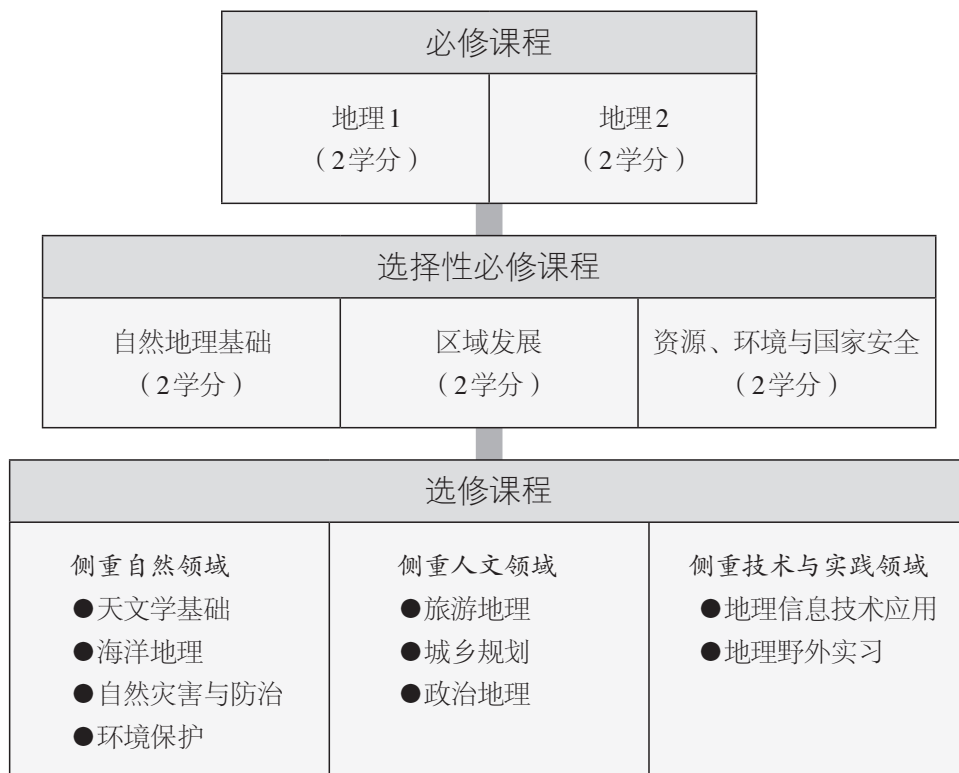 必修课程
地理1
（2学分）
地理2
（2学分）
选择性必修课程
自然地理基础
（2学分）
区域发展
（2学分）
资源、环境与国家安全
（2学分）
选修课程
侧重自然领域
●天文学基础
●海洋地理
●自然灾害与防治
●环境保护
侧重人文领域
●旅游地理
●城乡规划
●政治地理
侧重技术与实践领域
●地理信息技术应用
●地理野外实习